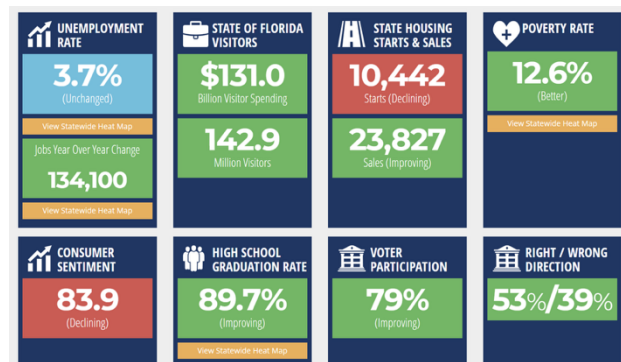 UNEMPLOYMENT
RATE
3.7%
(Unchanged)
View Statewide Heat Map
Jobs Year Over Year Change
134,100
View Statewide Heat Map
STATE OF FLORIDA
VISITORS
$131.0
Billion Visitor Spending
142.9
Million Visitors
STATE HOUSING
STARTS & SALES
10,442
Starts (Declining)
23,827
Sales (Improving)
POVERTY RATE
12.6%
(Better)
View Statewide Heat Map
CONSUMER
SENTIMENT
83.9
(Declining)
HIGH SCHOOL
GRADUATION RATE
89.7%
(Improving)
View Statewide Heat Map
VOTER
PARTICIPATION
79%
(Improving)
RIGHT / WRONG
DIRECTION
53%/39%